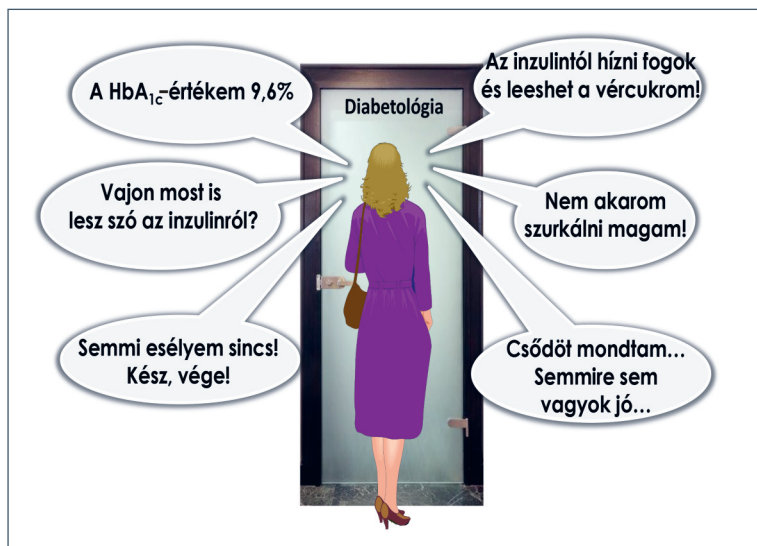 A HbA1c–értékem 9,6%
Az inzulintól hízni fogok
és leeshet a vércukrom!
Diabetológia
Vajon most is
lesz szó az inzulinról?
Nem akarom
szurkálni magam!
Semmi esélyem sincs!
Kész, vége!
Csődöt mondtam...
Semmire sem
vagyok jó...